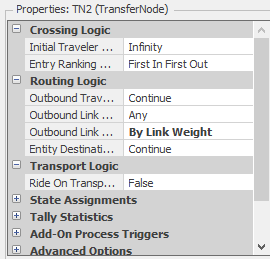 Properties: TN2 (TransferNode)
Crossing Logic
Initial Traveler ... Infinity
Entry Ranking ... First In First Out
Routing Logic
Outbound Trav... Continue
Outbound Link ... Any
Outbound Link ... By Link Weight
Entity Destinati... Continue
Transport Logic
Ride On Transp... False
State Assignments
Tally Statistics
Add-On Process Triggers
Advanced Options